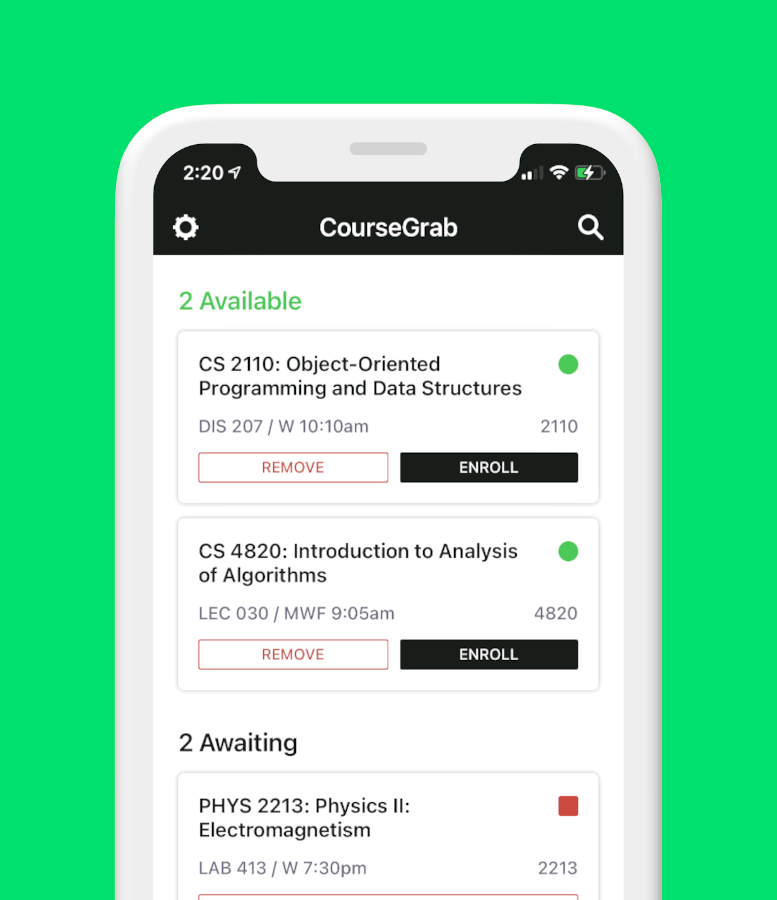 2:20
CourseGrab
2 Available
CS 2110: Object-Oriented
Programming and Data Structures
DIS 207 / W 10:10am 2110
REMOVE ENROLL
CS 4820: Introduction to Analysis
of Algorithms
LEC 030 / MWF 9:05am 4820
REMOVE ENROLL
2 Awaiting
PHYS 2213: Physics II:
Electromagnetism
LAB 413 / W 7:30pm 2213